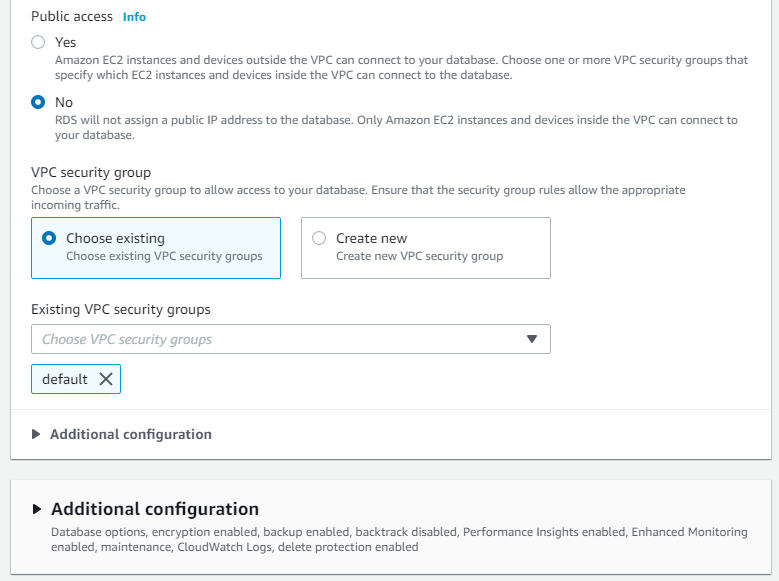 Public access Info
Yes
Amazon EC2 instances and devices outside the VPC can connect to your database. Choose one or more VPC security groups that
specify which EC2 instances and devices inside the VPC can connect to the database.
No
RDS will not assign a public IP address to the database. Only Amazon EC2 instances and devices inside the VPC can connect to
your database.
VPC security group
Choose a VPC security group to allow access to your database. Ensure that the security group rules allow the appropriate
incoming traffic.
Choose existing
Choose existing VPC security groups
Create new
Create new VPC security group
Existing VPC security groups
Choose VPC security groups
default
Additional configuration
Additional configuration
Database options, encryption enabled, backup enabled, backtrack disabled, Performance Insights enabled, Enhanced Monitoring
enabled, maintenance, CloudWatch Logs, delete protection enabled